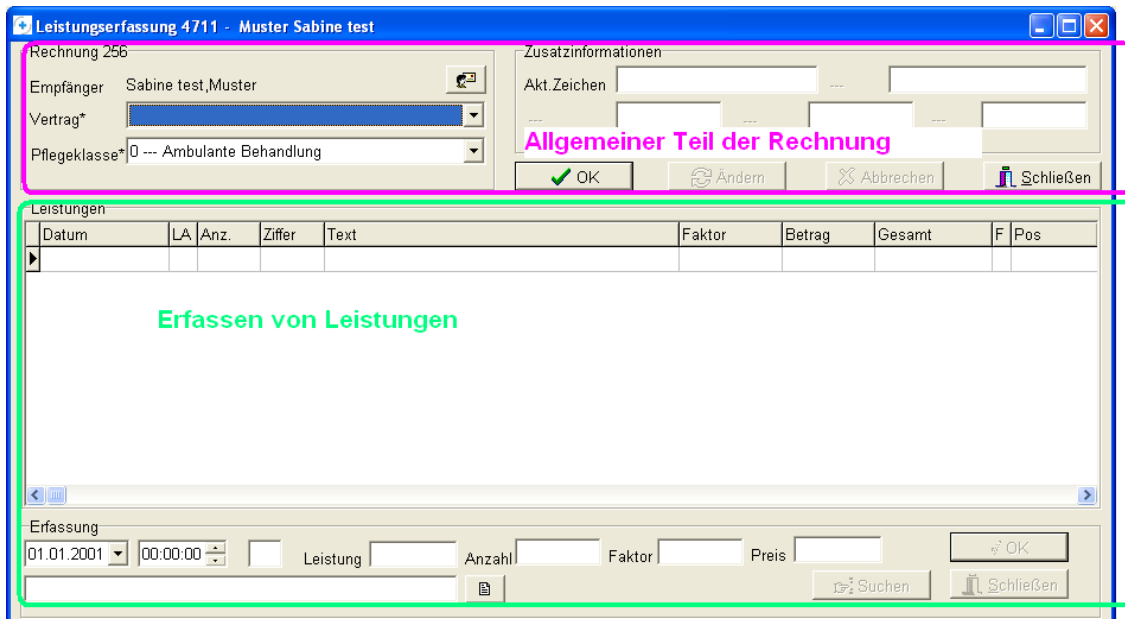 Leistungserfassung 4711 - Muster Sabine test
Rechnung 256
Empfänger Sabine test,Muster
Vertrag*
Pflegeklasse* 0 --- Ambulante Behandlung
Zusatzinformationen
Akt.Zeichen ---
--- --- ---
Allgemeiner Teil der Rechnung
OK Ändern Abbrechen Schließen
Leistungen
Datum LA Anz. Ziffer Text Faktor Betrag Gesamt F Pos
Erfassen von Leistungen
Erfassung
01.01.2001 00:00:00 Leistung Anzahl Faktor Preis OK
Suchen Schließen